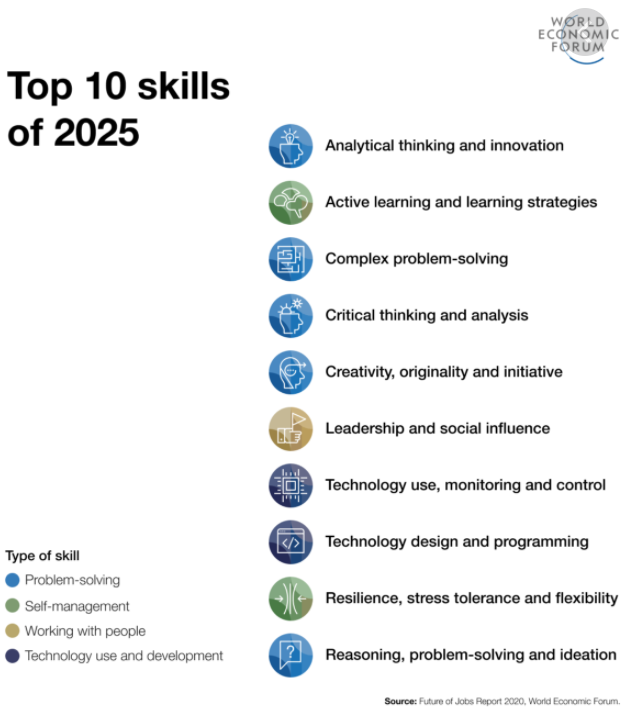 WORLD
ECONOMIC
FORUM
Top 10 skills
of 2025
Analytical thinking and innovation
Active learning and learning strategies
Complex problem-solving
Critical thinking and analysis
Creativity, originality and initiative
Leadership and social influence
Technology use, monitoring and control
Technology design and programming
Resilience, stress tolerance and flexibility
Reasoning, problem-solving and ideation
Type of skill
Problem-solving
Self-management
Working with people
Technology use and development
Source: Future of Jobs Report 2020, World Economic Forum.